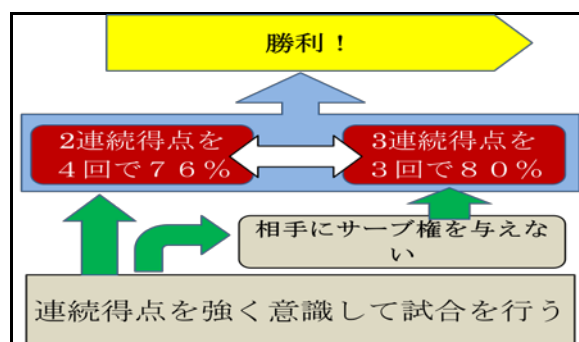 勝利！
2連続得点を
４回で７６％
3連続得点を
３回で８０％
相手にサーブ権を与えな
い
連続得点を強く意識して試合を行う